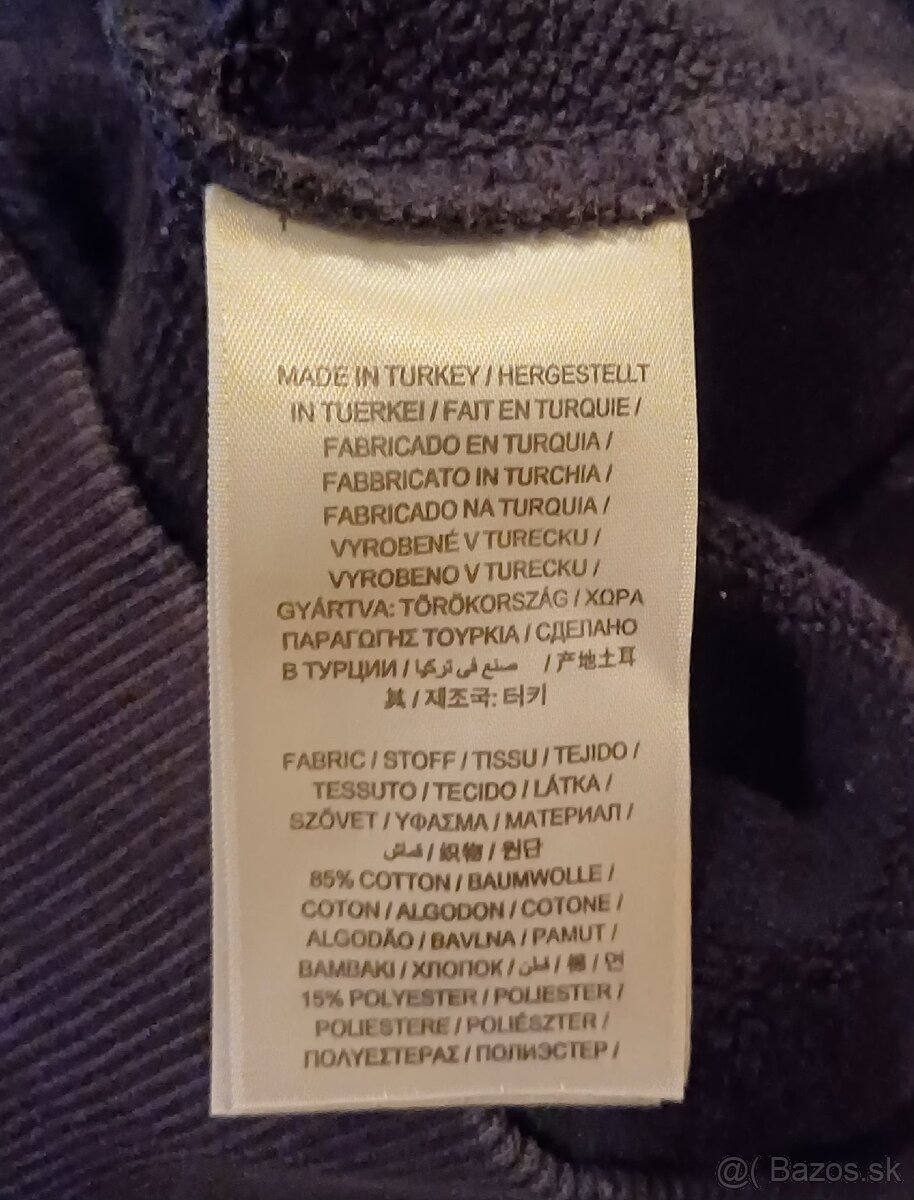 MADE IN TURKEY / HERGESTELLT
IN TUERKEI / FAIT EN TURQUIE /
FABRICADO EN TURQUIA /
FABBRICATO IN TURCHIA /
FABRICADO NA TURQUIA /
VYROBENÉ V TURECKU /
VYROBENO V TURECKU /
GYÁRTVA: TÖRÖKORSZÁG / ΧΩΡΑ
ΠΑΡΑΓΩΓΗΣ ΤΟΥΡΚΙΑ / СДЕЛАНО
В ТУРЦИИ / صنع في تركيا / 产地土耳
其 / 제조국: 터키
FABRIC / STOFF / TISSU / TEJIDO /
TESSUTO / TECIDO / LÁTKA /
SZÖVET / ΥΦΑΣΜΑ / МАТЕРИАЛ /
قماش / 织物 / 원단
85% COTTON / BAUMWOLLE /
COTON / ALGODON / COTONE /
ALGODÃO / BAVLNA / PAMUT /
BAMBAKI / ХЛОПОК / قطن / 棉 / 면
15% POLYESTER / POLIESTER /
POLIESTERE / POLIÉSZTER /
ΠΟΛΥΕΣΤΕΡΑΣ / ПОЛИЭСТЕР /
@( Bazos.sk